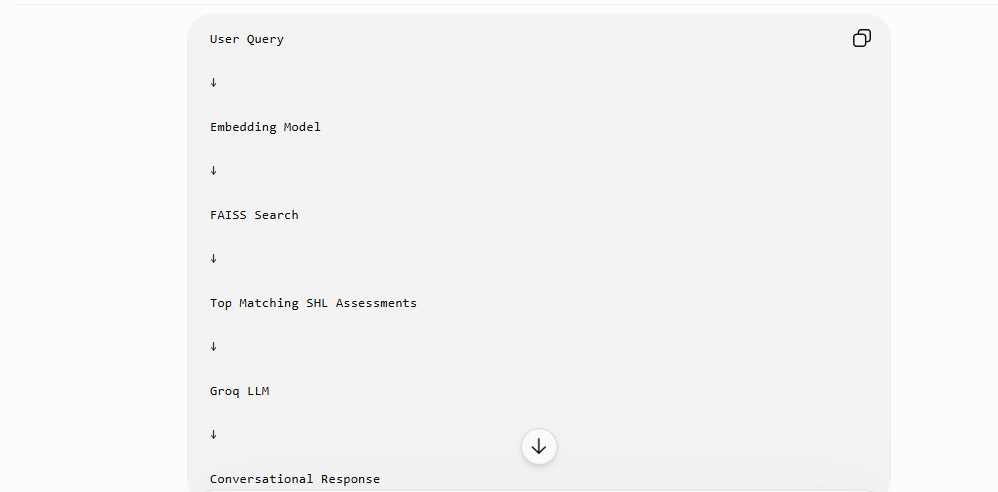 User Query
↓
Embedding Model
↓
FAISS Search
↓
Top Matching SHL Assessments
↓
Groq LLM
↓
Conversational Response